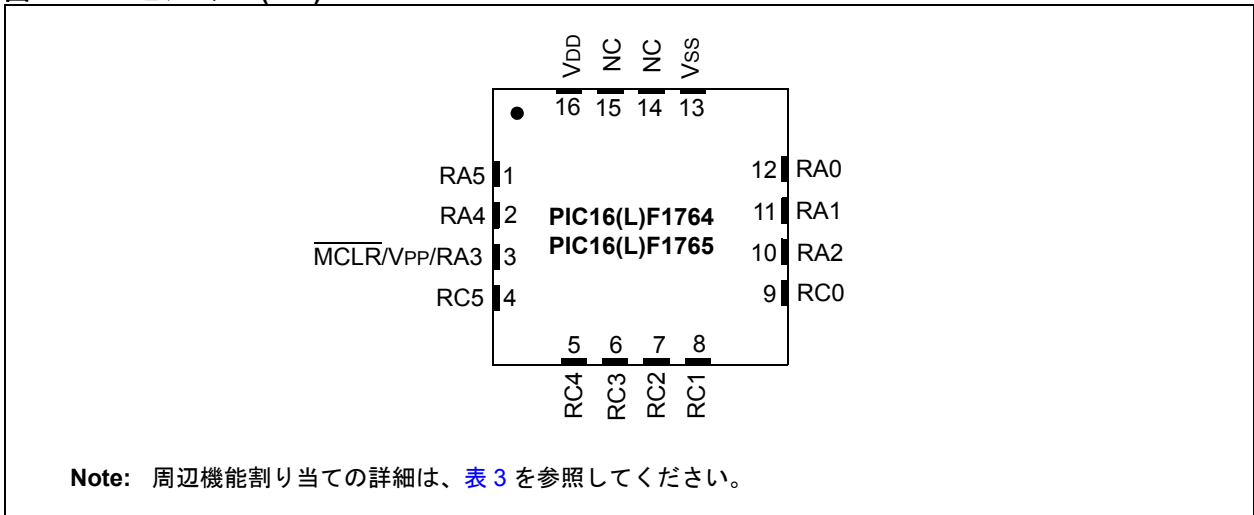 VDD NC NC VSS
16 15 14 13
RA5 1 12 RA0
RA4 2 PIC16(L)F1764 11 RA1
MCLR/VPP/RA3 3 PIC16(L)F1765 10 RA2
RC5 4 9 RC0
5 6 7 8
RC4 RC3 RC2 RC1
Note: 周辺機能割り当ての詳細は、表 3 を参照してください。